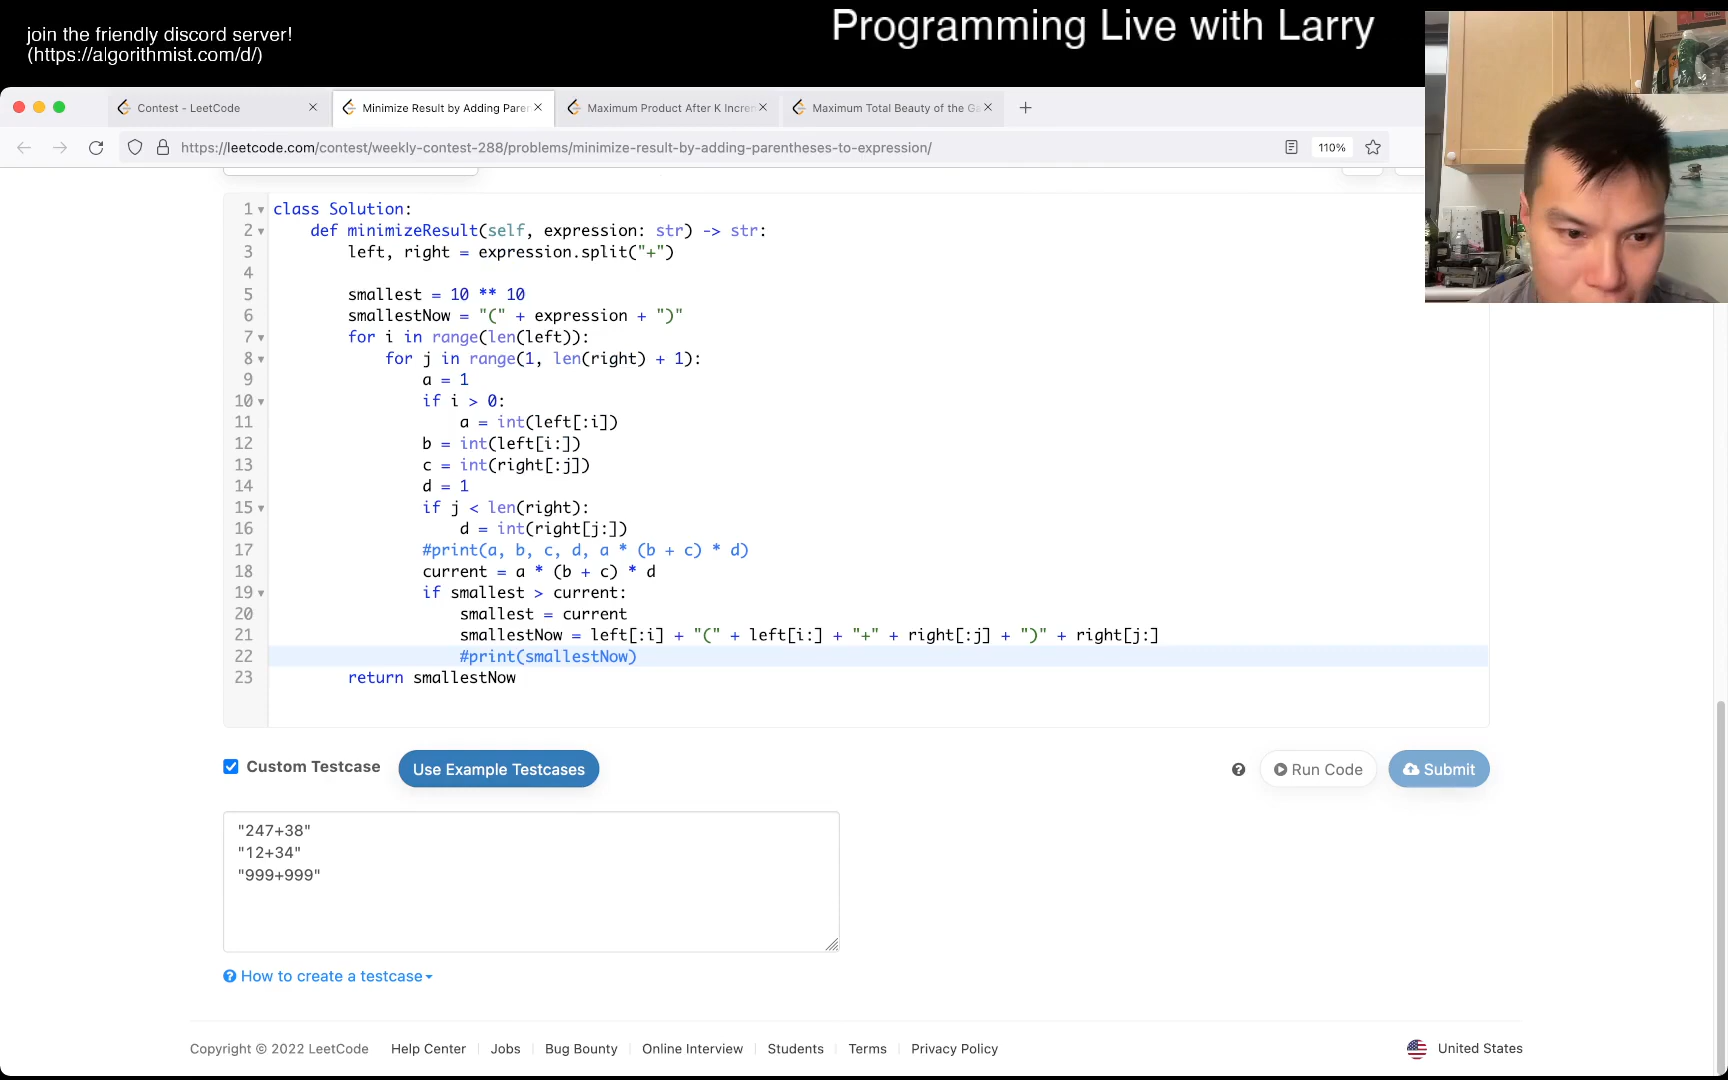 join the friendly discord server!
(https://algorithmist.com/d/)
Programming Live with Larry
Contest - LeetCode
Minimize Result by Adding Pare
Maximum Product After K Incre
Maximum Total Beauty of the Ga
https://leetcode.com/contest/weekly-contest-288/problems/minimize-result-by-adding-parentheses-to-expression/
110%
1 class Solution:
2     def minimizeResult(self, expression: str) -> str:
3         left, right = expression.split("+")
4
5         smallest = 10 ** 10
6         smallestNow = "(" + expression + ")"
7         for i in range(len(left)):
8             for j in range(1, len(right) + 1):
9                 a = 1
10                 if i > 0:
11                     a = int(left[:i])
12                 b = int(left[i:])
13                 c = int(right[:j])
14                 d = 1
15                 if j < len(right):
16                     d = int(right[j:])
17                 #print(a, b, c, d, a * (b + c) * d)
18                 current = a * (b + c) * d
19                 if smallest > current:
20                     smallest = current
21                     smallestNow = left[:i] + "(" + left[i:] + "+" + right[:j] + ")" + right[j:]
22                     #print(smallestNow)
23         return smallestNow
Custom Testcase
Use Example Testcases
Run Code
Submit
"247+38"
"12+34"
"999+999"
How to create a testcase
Copyright © 2022 LeetCode
Help Center
Jobs
Bug Bounty
Online Interview
Students
Terms
Privacy Policy
United States